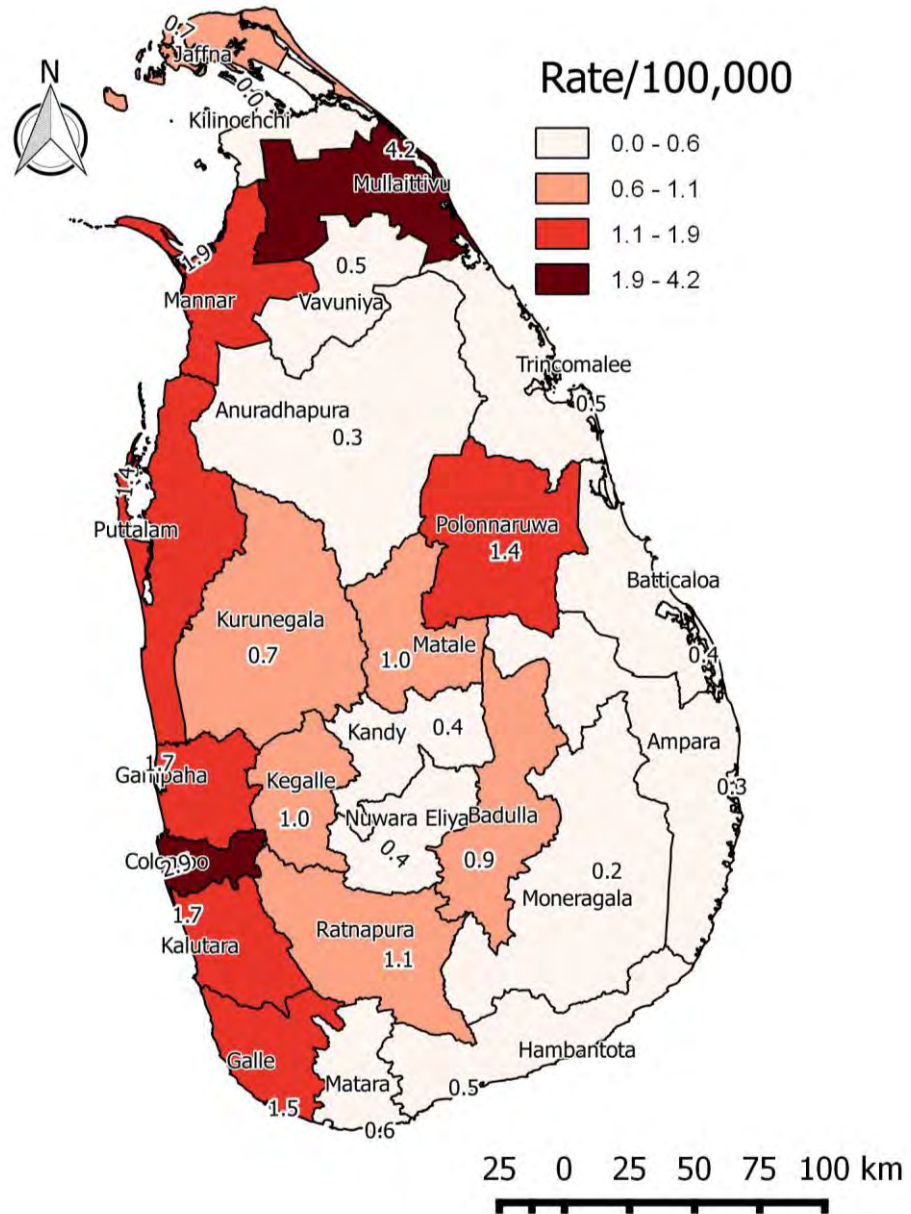 0.7
Jaffna
N
0.0
Kilinochchi
Rate/100,000
0.0 - 0.6
0.6 - 1.1
1.1 - 1.9
1.9 - 4.2
4.2
Mullaittivu
1.9
Mannar
0.5
Vavuniya
Trincomalee
0.5
Anuradhapura
0.3
1.4
Puttalam
Polonnaruwa
1.4
Batticaloa
0.4
Kurunegala
0.7
Matale
1.0
Kandy
0.4
Ampara
0.3
1.7
Gampaha
Kegalle
1.0
Nuwara Eliya
0.4
Badulla
0.9
Colombo
2.9
0.2
Moneragala
1.7
Kalutara
Ratnapura
1.1
Galle
1.5
Matara
0.6
Hambantota
0.5
25 0 25 50 75 100 km